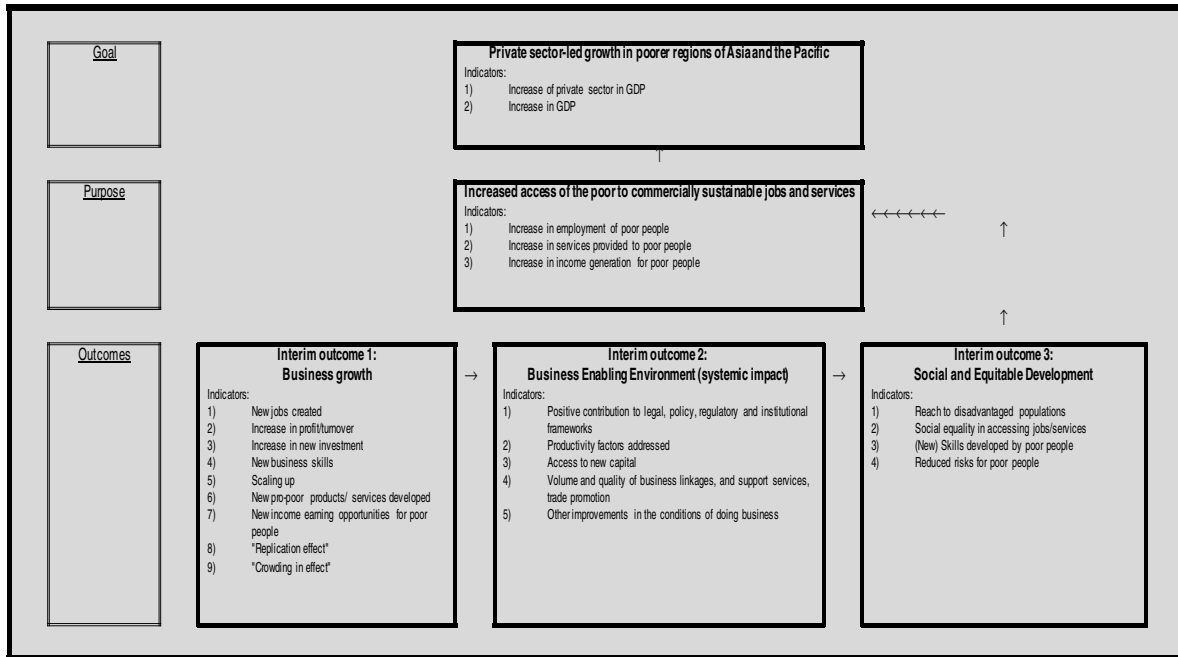 Goal
Private sector-led growth in poorer regions of Asia and the Pacific
Indicators:
1) Increase of private sector in GDP
2) Increase in GDP
↑
Purpose
Increased access of the poor to commercially sustainable jobs and services
Indicators:
1) Increase in employment of poor people
2) Increase in services provided to poor people
3) Increase in income generation for poor people
←←←←←←
↑
↑
Outcomes
Interim outcome 1:
Business growth
Indicators:
1) New jobs created
2) Increase in profit/turnover
3) Increase in new investment
4) New business skills
5) Scaling up
6) New pro-poor products/ services developed
7) New income earning opportunities for poor
people
8) "Replication effect"
9) "Crowding in effect"
→
Interim outcome 2:
Business Enabling Environment (systemic impact)
Indicators:
1) Positive contribution to legal, policy, regulatory and institutional
frameworks
2) Productivity factors addressed
3) Access to new capital
4) Volume and quality of business linkages, and support services,
trade promotion
5) Other improvements in the conditions of doing business
→
Interim outcome 3:
Social and Equitable Development
Indicators:
1) Reach to disadvantaged populations
2) Social equality in accessing jobs/services
3) (New) Skills developed by poor people
4) Reduced risks for poor people